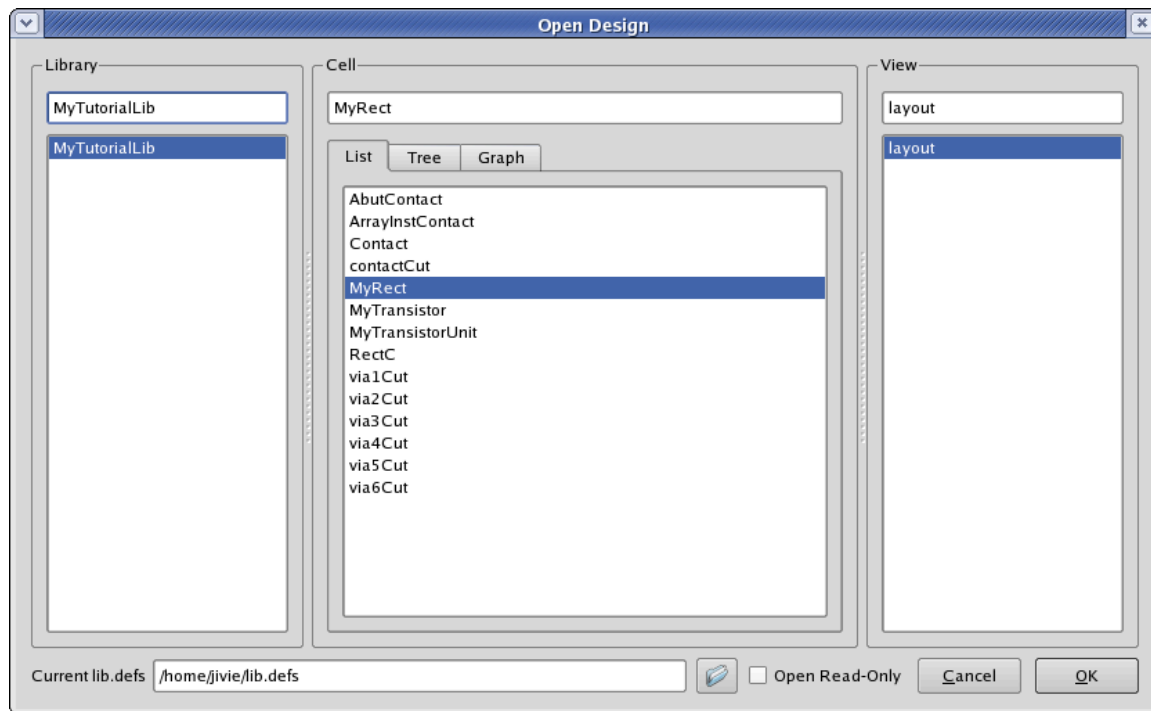 Open Design
Library
MyTutorialLib
MyTutorialLib
Cell
MyRect
List Tree Graph
AbutContact
ArrayInstContact
Contact
contactCut
MyRect
MyTransistor
MyTransistorUnit
RectC
via1Cut
via2Cut
via3Cut
via4Cut
via5Cut
via6Cut
View
layout
layout
Current lib.defs /home/jivie/lib.defs Open Read-Only Cancel OK